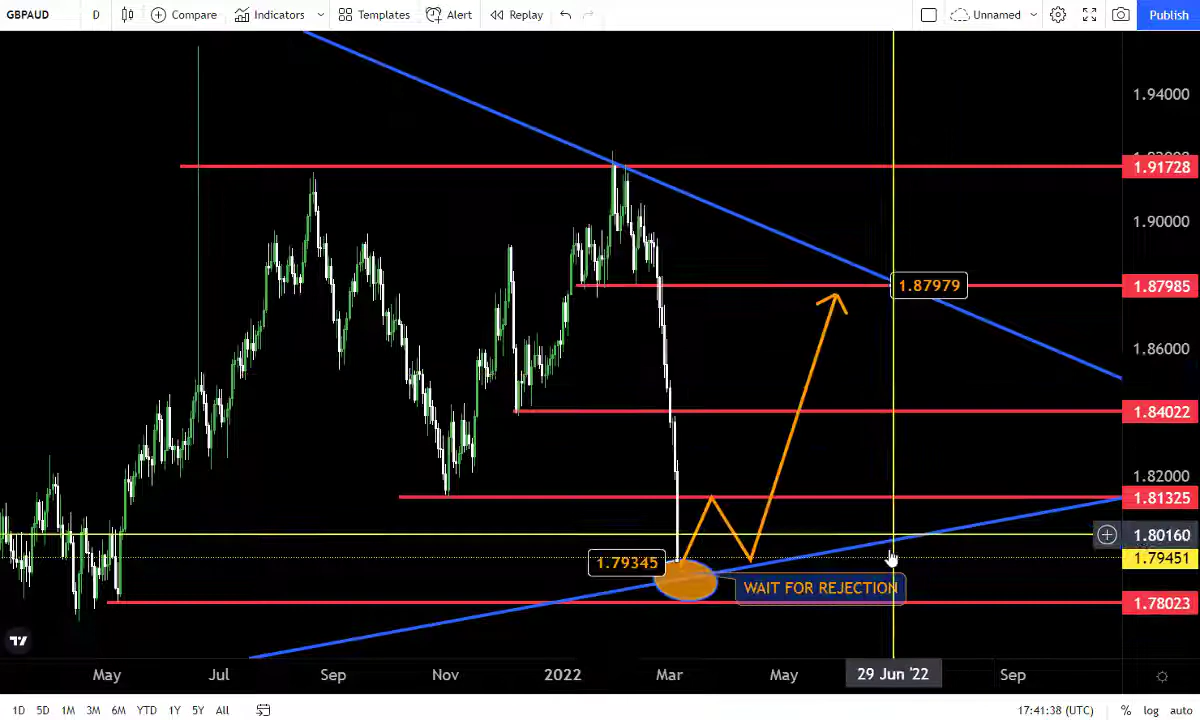 GBPAUD D Compare Indicators Templates Alert Replay Unnamed Publish
1.94000
1.91728
1.90000
1.87979 1.87985
1.86000
1.84022
1.82000
1.81325
1.80160
1.79345 1.79451
WAIT FOR REJECTION
1.78023
May Jul Sep Nov 2022 Mar May 29 Jun '22 Sep
1D 5D 1M 3M 6M YTD 1Y 5Y All 17:41:38 (UTC) % log auto